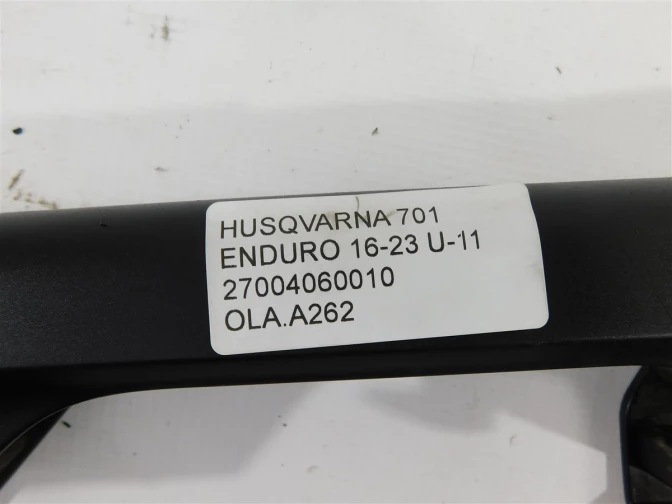 HUSQVARNA 701
ENDURO 16-23 U-11
27004060010
OLA.A262